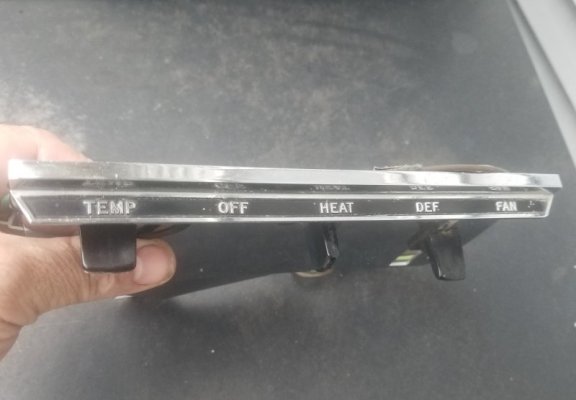 TEMP OFF HEAT DEF FAN